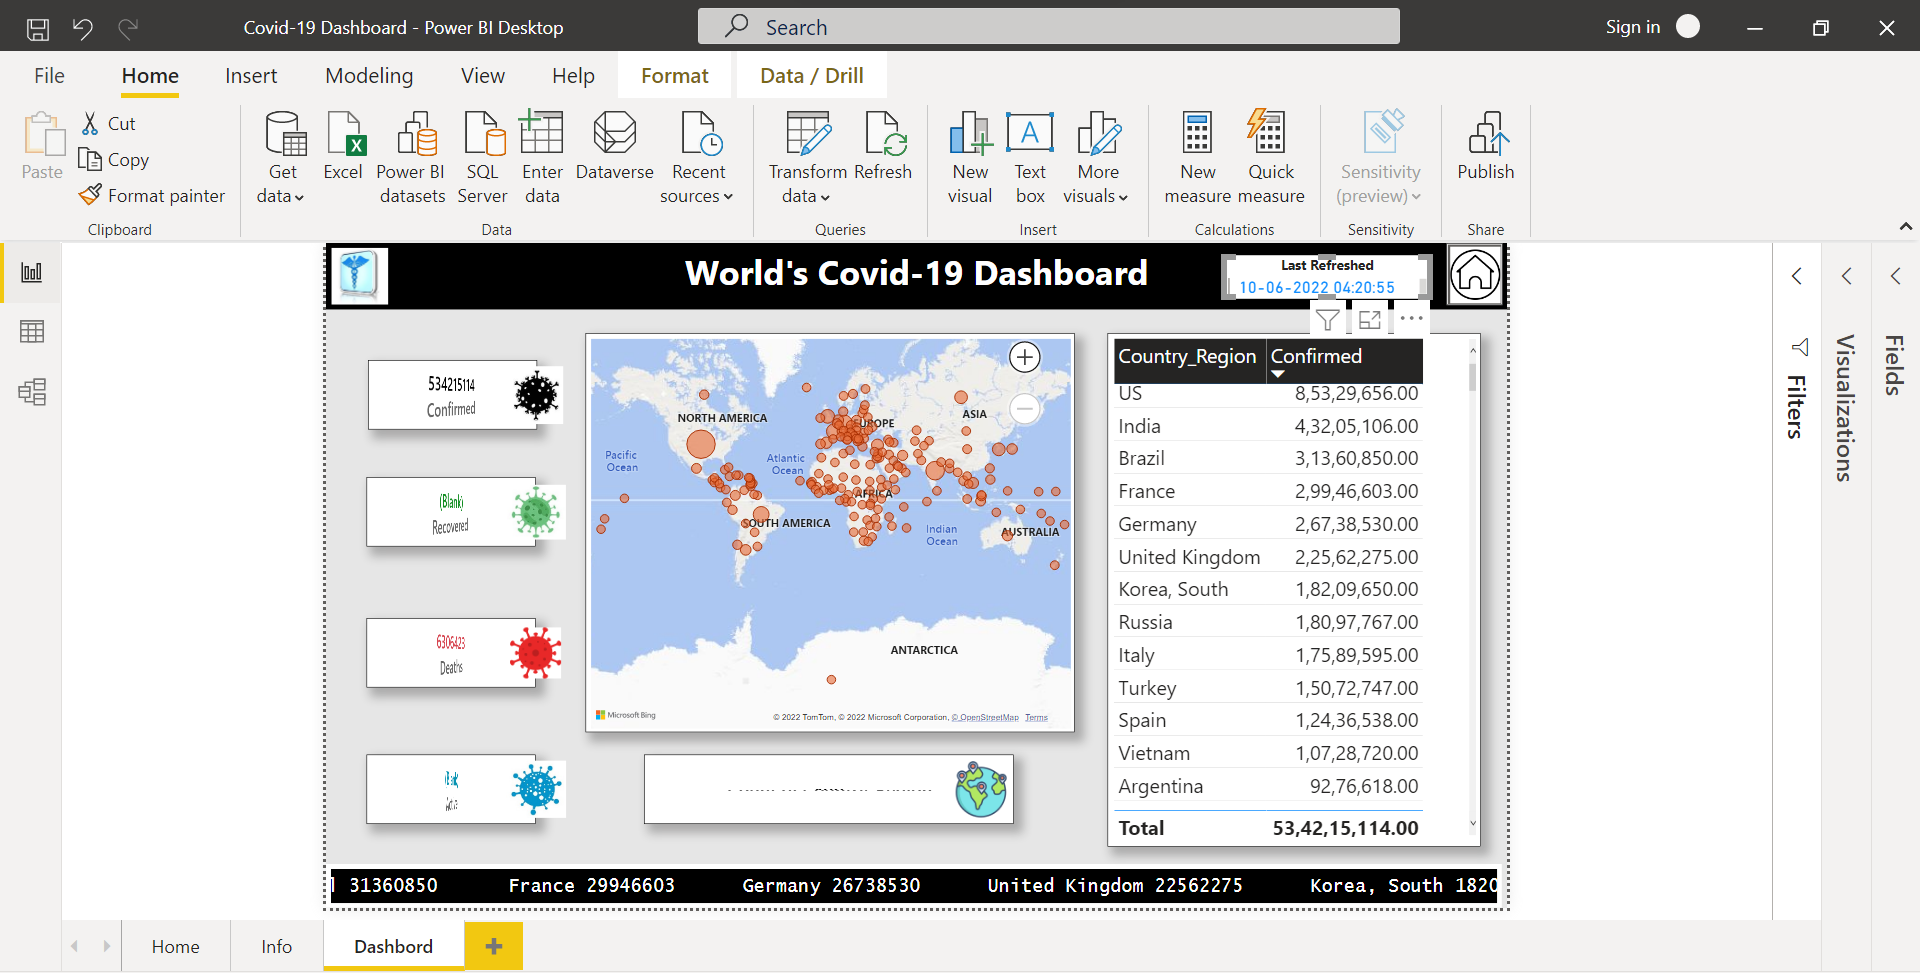 Covid-19 Dashboard - Power BI Desktop
Search
Sign in
File
Home
Insert
Modeling
View
Help
Format
Data / Drill
Paste
Cut
Copy
Format painter
Clipboard
Get data
Excel
Power BI datasets
SQL Server
Enter data
Dataverse
Recent sources
Data
Transform data
Refresh
Queries
New visual
Text box
More visuals
Insert
New measure
Quick measure
Calculations
Sensitivity (preview)
Sensitivity
Publish
Share
World's Covid-19 Dashboard
Last Refreshed
10-06-2022 04:20:55
534215114
Confirmed
(Blank)
Recovered
6306423
Deaths
NORTH AMERICA
EUROPE
ASIA
Pacific Ocean
Atlantic Ocean
AFRICA
SOUTH AMERICA
Indian Ocean
AUSTRALIA
ANTARCTICA
Microsoft Bing
© 2022 TomTom, © 2022 Microsoft Corporation, © OpenStreetMap Terms
Country_Region Confirmed
US 8,53,29,656.00
India 4,32,05,106.00
Brazil 3,13,60,850.00
France 2,99,46,603.00
Germany 2,67,38,530.00
United Kingdom 2,25,62,275.00
Korea, South 1,82,09,650.00
Russia 1,80,97,767.00
Italy 1,75,89,595.00
Turkey 1,50,72,747.00
Spain 1,24,36,538.00
Vietnam 1,07,28,720.00
Argentina 92,76,618.00
Total 53,42,15,114.00
Filters
Visualizations
Fields
31360850 France 29946603 Germany 26738530 United Kingdom 22562275 Korea, South 1820
Home
Info
Dashbord